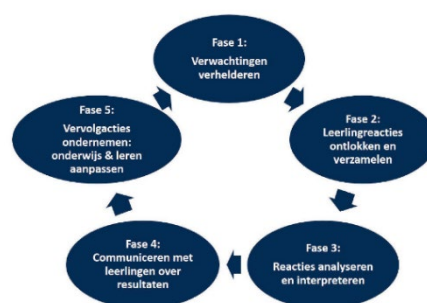 Fase 1:
Verwachtingen
verhelderen
Fase 2:
Leerlingreacties
ontlokken en
verzamelen
Fase 3:
Reacties analyseren
en interpreteren
Fase 4:
Communiceren met
leerlingen over
resultaten
Fase 5:
Vervolgacties
ondernemen:
onderwijs & leren
aanpassen